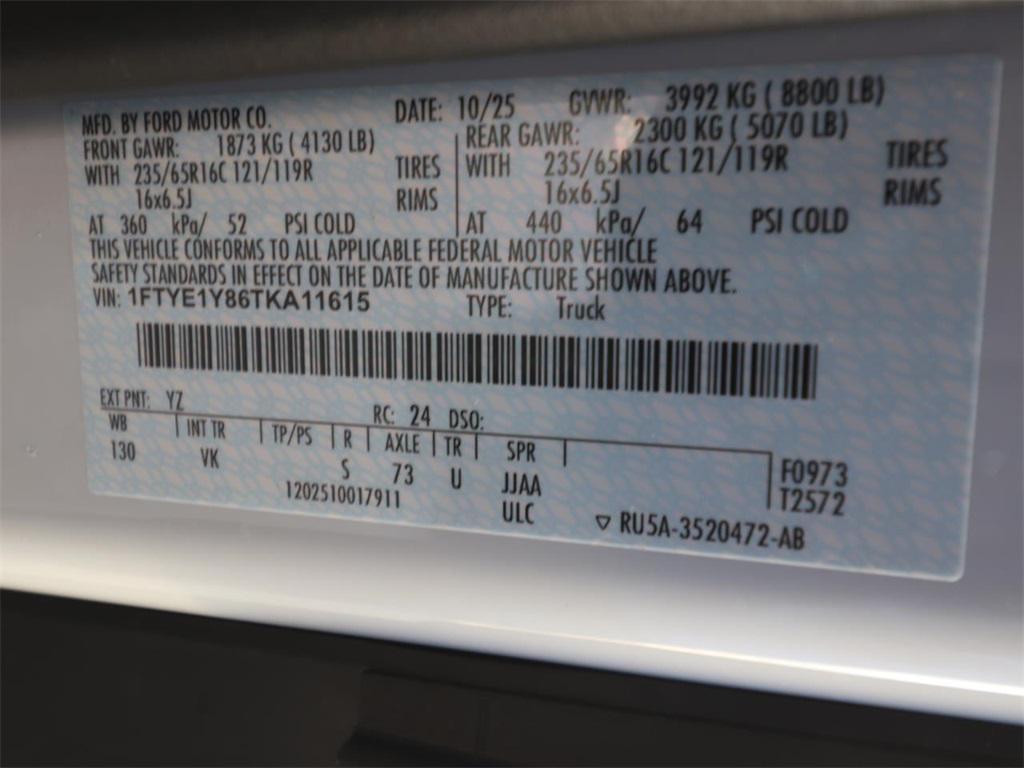 MFD. BY FORD MOTOR CO. DATE: 10/25 GVWR: 3992 KG ( 8800 LB)
FRONT GAWR: 1873 KG ( 4130 LB) REAR GAWR: 2300 KG ( 5070 LB)
WITH 235/65R16C 121/119R TIRES WITH 235/65R16C 121/119R TIRES
16x6.5J RIMS 16x6.5J RIMS
AT 360 kPa/ 52 PSI COLD AT 440 kPa/ 64 PSI COLD
THIS VEHICLE CONFORMS TO ALL APPLICABLE FEDERAL MOTOR VEHICLE
SAFETY STANDARDS IN EFFECT ON THE DATE OF MANUFACTURE SHOWN ABOVE.
VIN: 1FTYE1Y86TKA11615 TYPE: Truck
EXT PNT: YZ RC: 24 DSO:
WB INT TR TP/PS R AXLE TR SPR
130 VK S 73 U JJAA F0973
1202510017911 ULC T2572
▽ RU5A-3520472-AB